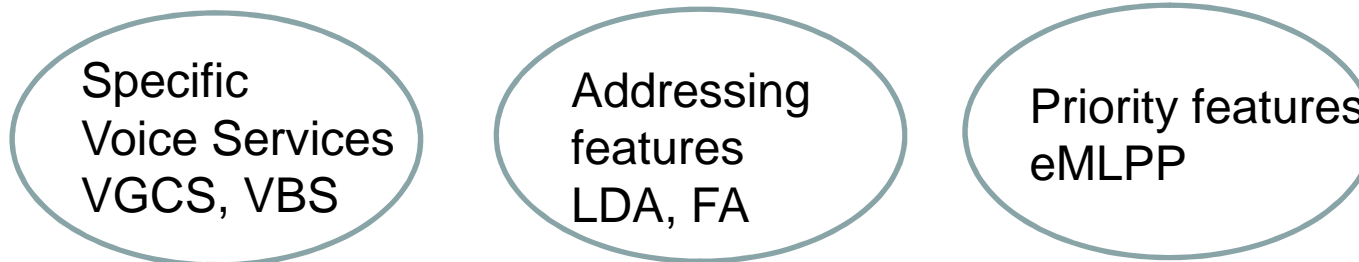 Specific
Voice Services
VGCS, VBS
Addressing
features
LDA, FA
Priority features
eMLPP